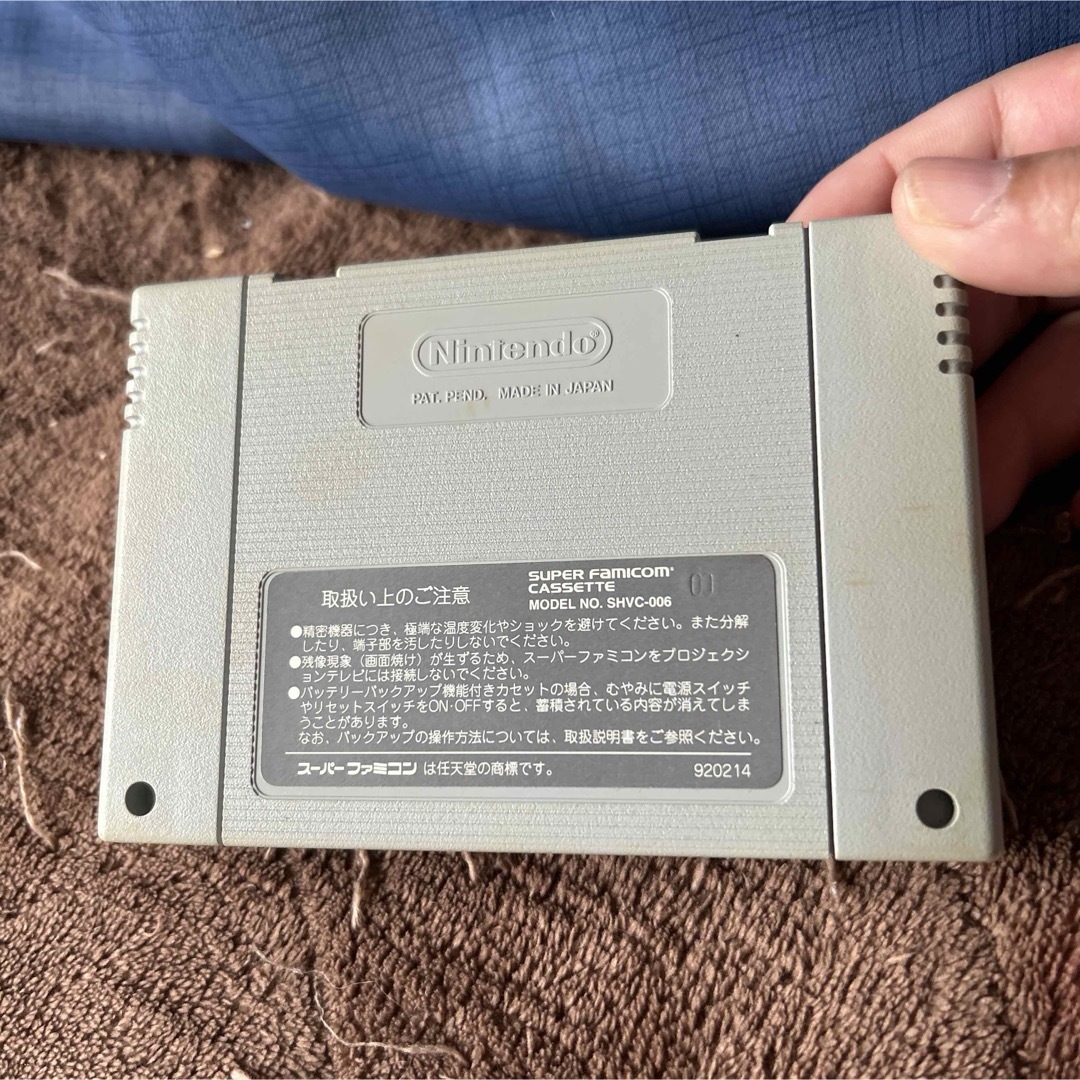 Nintendo®
PAT. PEND. MADE IN JAPAN
取扱い上のご注意
SUPER FAMICOM®
CASSETTE
MODEL NO. SHVC-006
01
●精密機器につき、極端な温度変化やショックを避けてください。また分解
したり、端子部を汚したりしないでください。
●残像現象（画面焼け）が生ずるため、スーパーファミコンをプロジェクシ
ョンテレビには接続しないでください。
●バッテリーバックアップ機能付きカセットの場合、むやみに電源スイッチ
やリセットスイッチをON·OFFすると、蓄積されている内容が消えてしま
うことがあります。
なお、バックアップの操作方法については、取扱説明書をご参照ください。
スーパーファミコン は任天堂の商標です。
920214